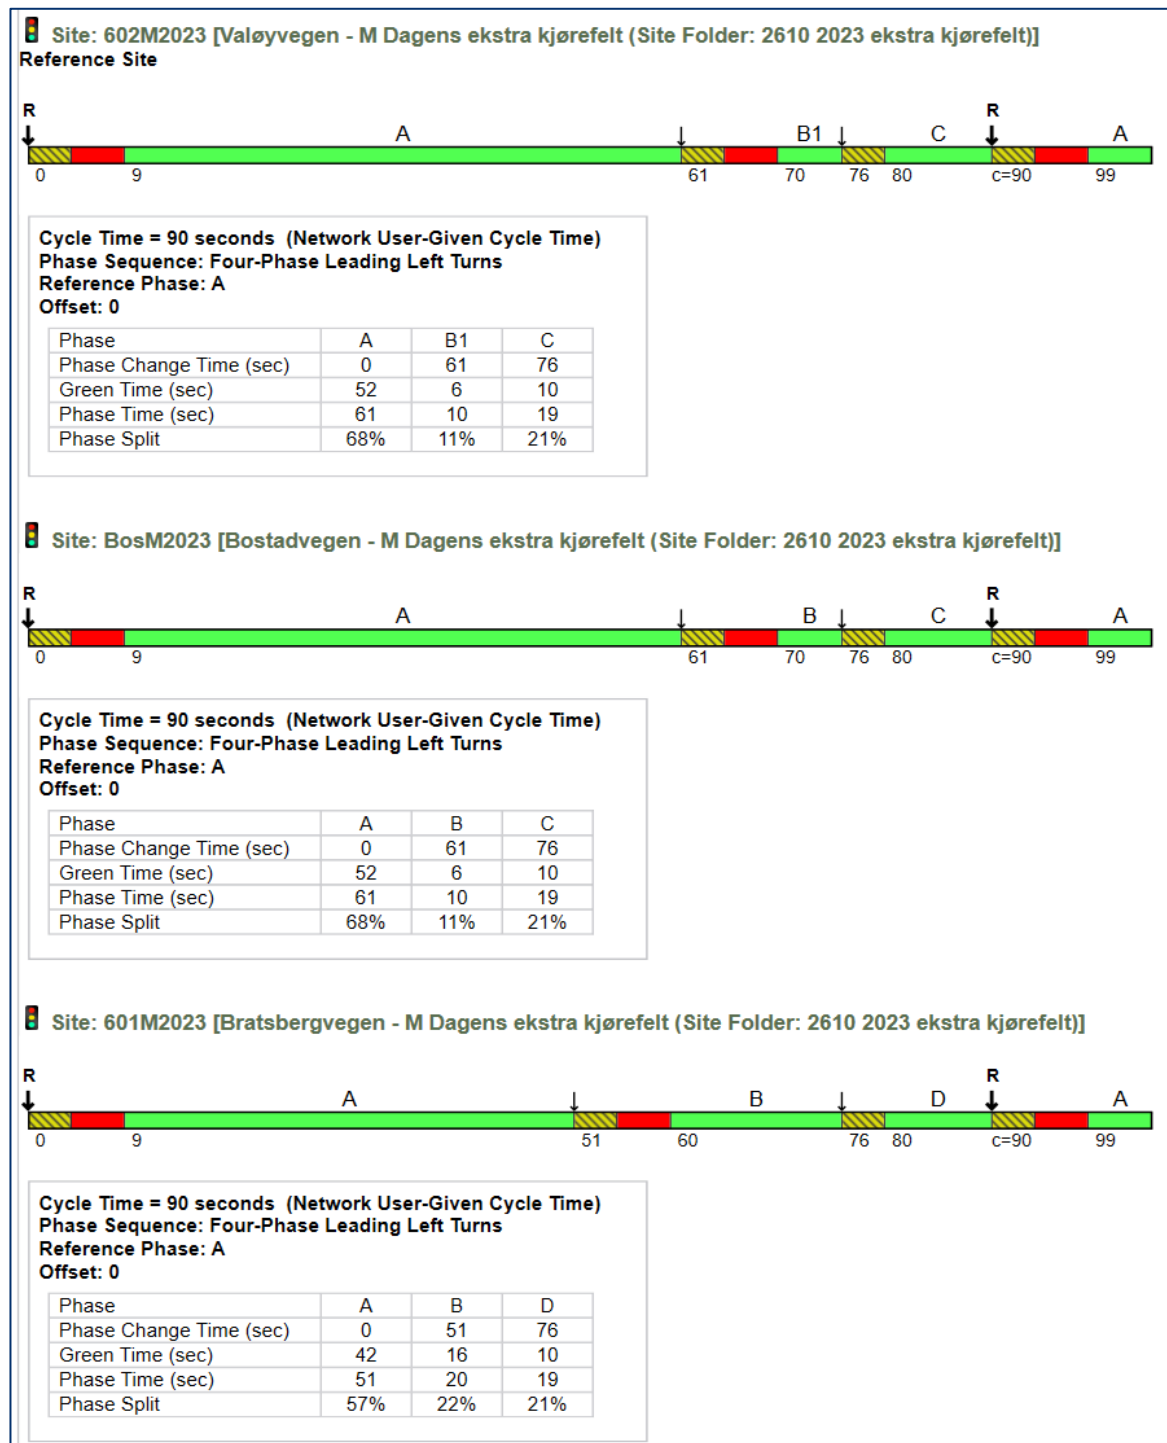 Site: 602M2023 [Valøyvegen - M Dagens ekstra kjørefelt (Site Folder: 2610 2023 ekstra kjørefelt)]
Reference Site
R R
A B1 C A
0 9 61 70 76 80 c=90 99
Cycle Time = 90 seconds (Network User-Given Cycle Time)
Phase Sequence: Four-Phase Leading Left Turns
Reference Phase: A
Offset: 0
Phase A B1 C
Phase Change Time (sec) 0 61 76
Green Time (sec) 52 6 10
Phase Time (sec) 61 10 19
Phase Split 68% 11% 21%
Site: BosM2023 [Bostadvegen - M Dagens ekstra kjørefelt (Site Folder: 2610 2023 ekstra kjørefelt)]
R R
A B C A
0 9 61 70 76 80 c=90 99
Cycle Time = 90 seconds (Network User-Given Cycle Time)
Phase Sequence: Four-Phase Leading Left Turns
Reference Phase: A
Offset: 0
Phase A B C
Phase Change Time (sec) 0 61 76
Green Time (sec) 52 6 10
Phase Time (sec) 61 10 19
Phase Split 68% 11% 21%
Site: 601M2023 [Bratsbergvegen - M Dagens ekstra kjørefelt (Site Folder: 2610 2023 ekstra kjørefelt)]
R R
A B D A
0 9 51 60 76 80 c=90 99
Cycle Time = 90 seconds (Network User-Given Cycle Time)
Phase Sequence: Four-Phase Leading Left Turns
Reference Phase: A
Offset: 0
Phase A B D
Phase Change Time (sec) 0 51 76
Green Time (sec) 42 16 10
Phase Time (sec) 51 20 19
Phase Split 57% 22% 21%